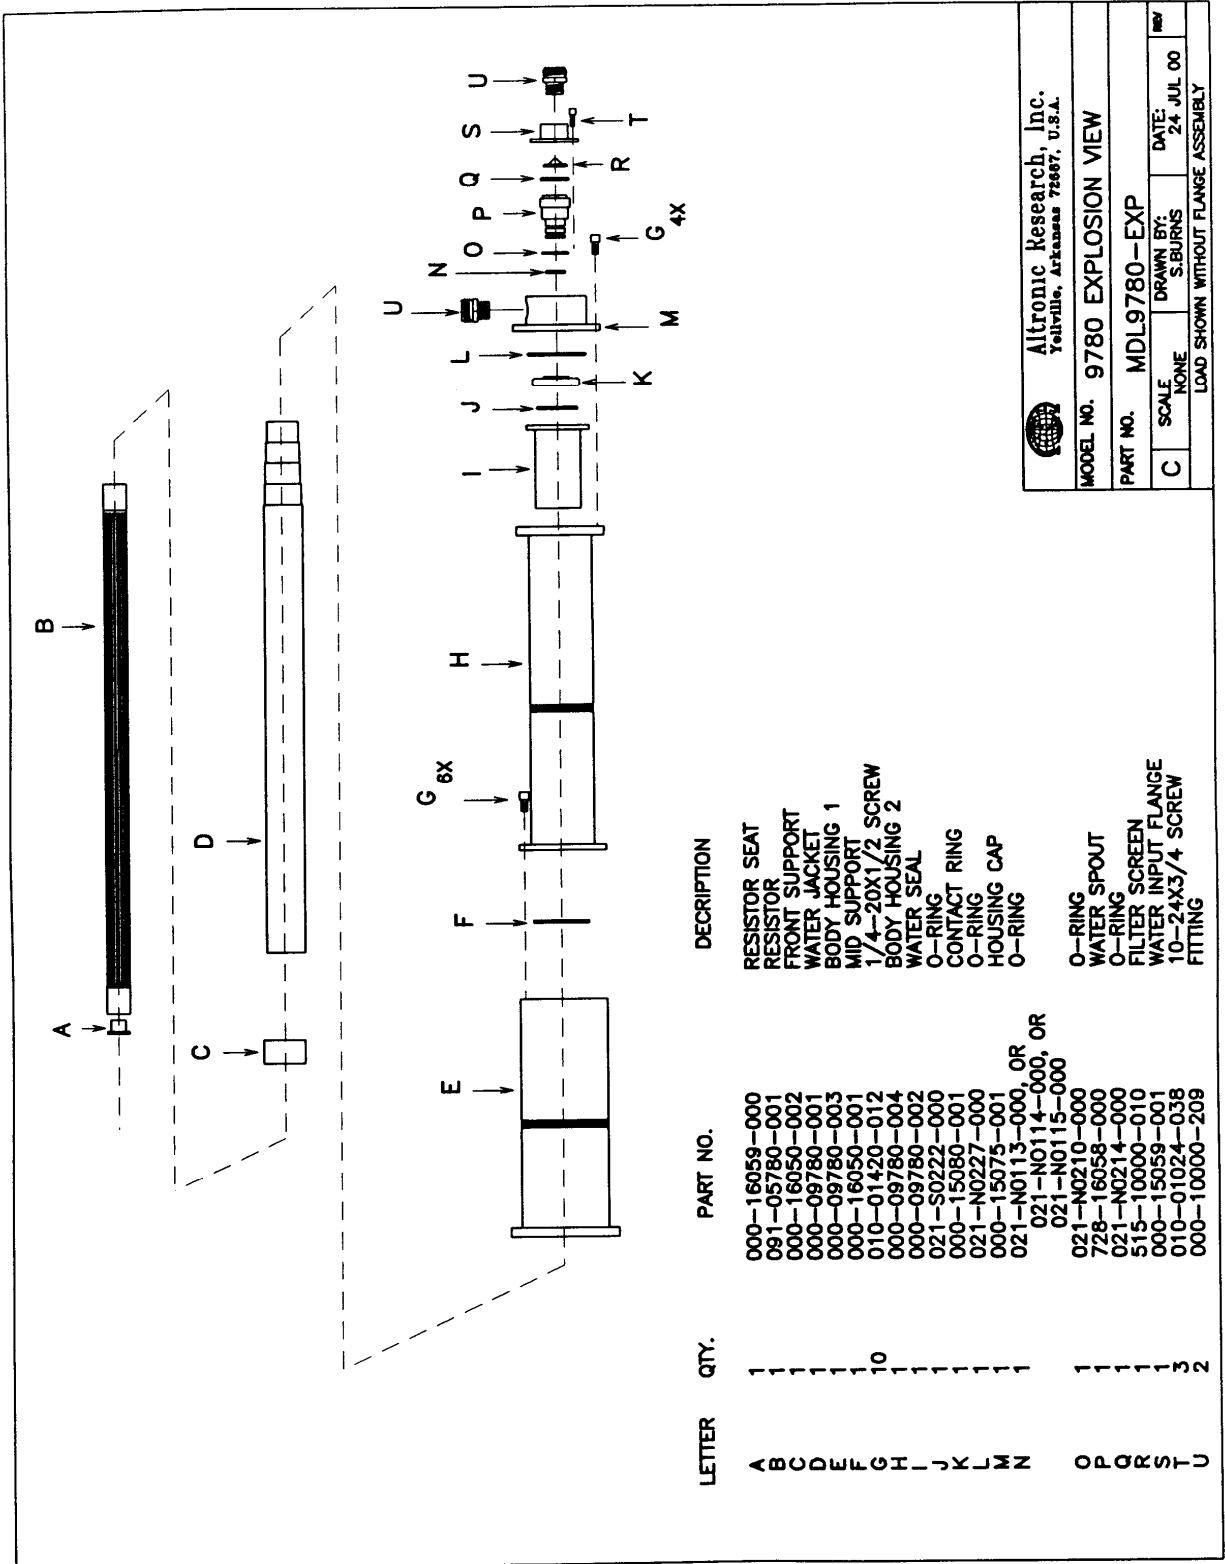 A
B
C
D
E
F
G 6X
H
I
J
K
L
M
U
N
O
P
Q
R
S
T
U
G 4X
LETTER QTY. PART NO. DECRIPTION
A 1 000-16059-000 RESISTOR SEAT
B 1 091-05780-001 RESISTOR
C 1 000-16050-002 FRONT SUPPORT
D 1 000-09780-001 WATER JACKET
E 1 000-09780-003 BODY HOUSING 1
F 1 000-16050-001 MID SUPPORT
G 10 010-01420-012 1/4-20X1/2 SCREW
H 1 000-09780-004 BODY HOUSING 2
I 1 000-09780-002 WATER SEAL
J 1 021-S0222-000 O-RING
K 1 000-15080-001 CONTACT RING
L 1 021-N0227-000 O-RING
M 1 000-15075-001 HOUSING CAP
N 1 021-N0113-000, OR O-RING
021-N0114-000, OR
021-N0115-000
O 1 021-N0210-000 O-RING
P 1 728-16058-000 WATER SPOUT
Q 1 021-N0214-000 O-RING
R 1 515-10000-010 FILTER SCREEN
S 1 000-15059-001 WATER INPUT FLANGE
T 3 010-01024-038 10-24X3/4 SCREW
U 2 000-10000-209 FITTING
Altronic Research, Inc.
Yellville, Arkansas 72687, U.S.A.
MODEL NO. 9780 EXPLOSION VIEW
PART NO. MDL9780-EXP
C SCALE NONE DRAWN BY: S.BURNS DATE: 24 JUL 00 REV
LOAD SHOWN WITHOUT FLANGE ASSEMBLY